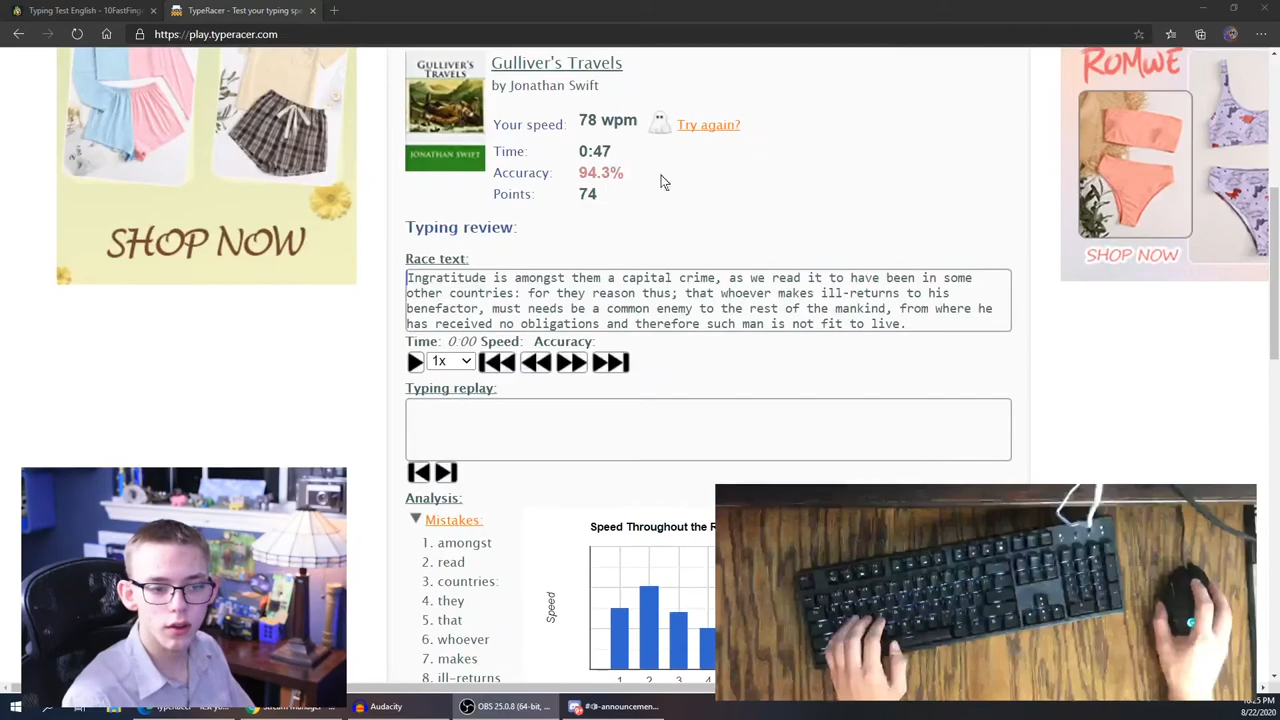 Typing Test English - 10FastFing
TypeRacer - Test your typing spe
https://play.typeracer.com
GULLIVER'S
TRAVELS
JONATHAN SWIFT
Gulliver's Travels
by Jonathan Swift
Your speed: 78 wpm Try again?
Time: 0:47
Accuracy: 94.3%
Points: 74
SHOP NOW
ROMWE
SHOP NOW
Typing review:
Race text:
Ingratitude is amongst them a capital crime, as we read it to have been in some
other countries: for they reason thus; that whoever makes ill-returns to his
benefactor, must needs be a common enemy to the rest of the mankind, from where he
has received no obligations and therefore such man is not fit to live.
Time: 0:00 Speed: Accuracy:
1x
Typing replay:
Analysis:
Mistakes:
1. amongst
2. read
3. countries:
4. they
5. that
6. whoever
7. makes
8. ill-returns
Speed Throughout the R
Speed
1 2 3 4
Audacity
OBS 25.0.8 (64-bit, ...
announcemen...
8/22/2020